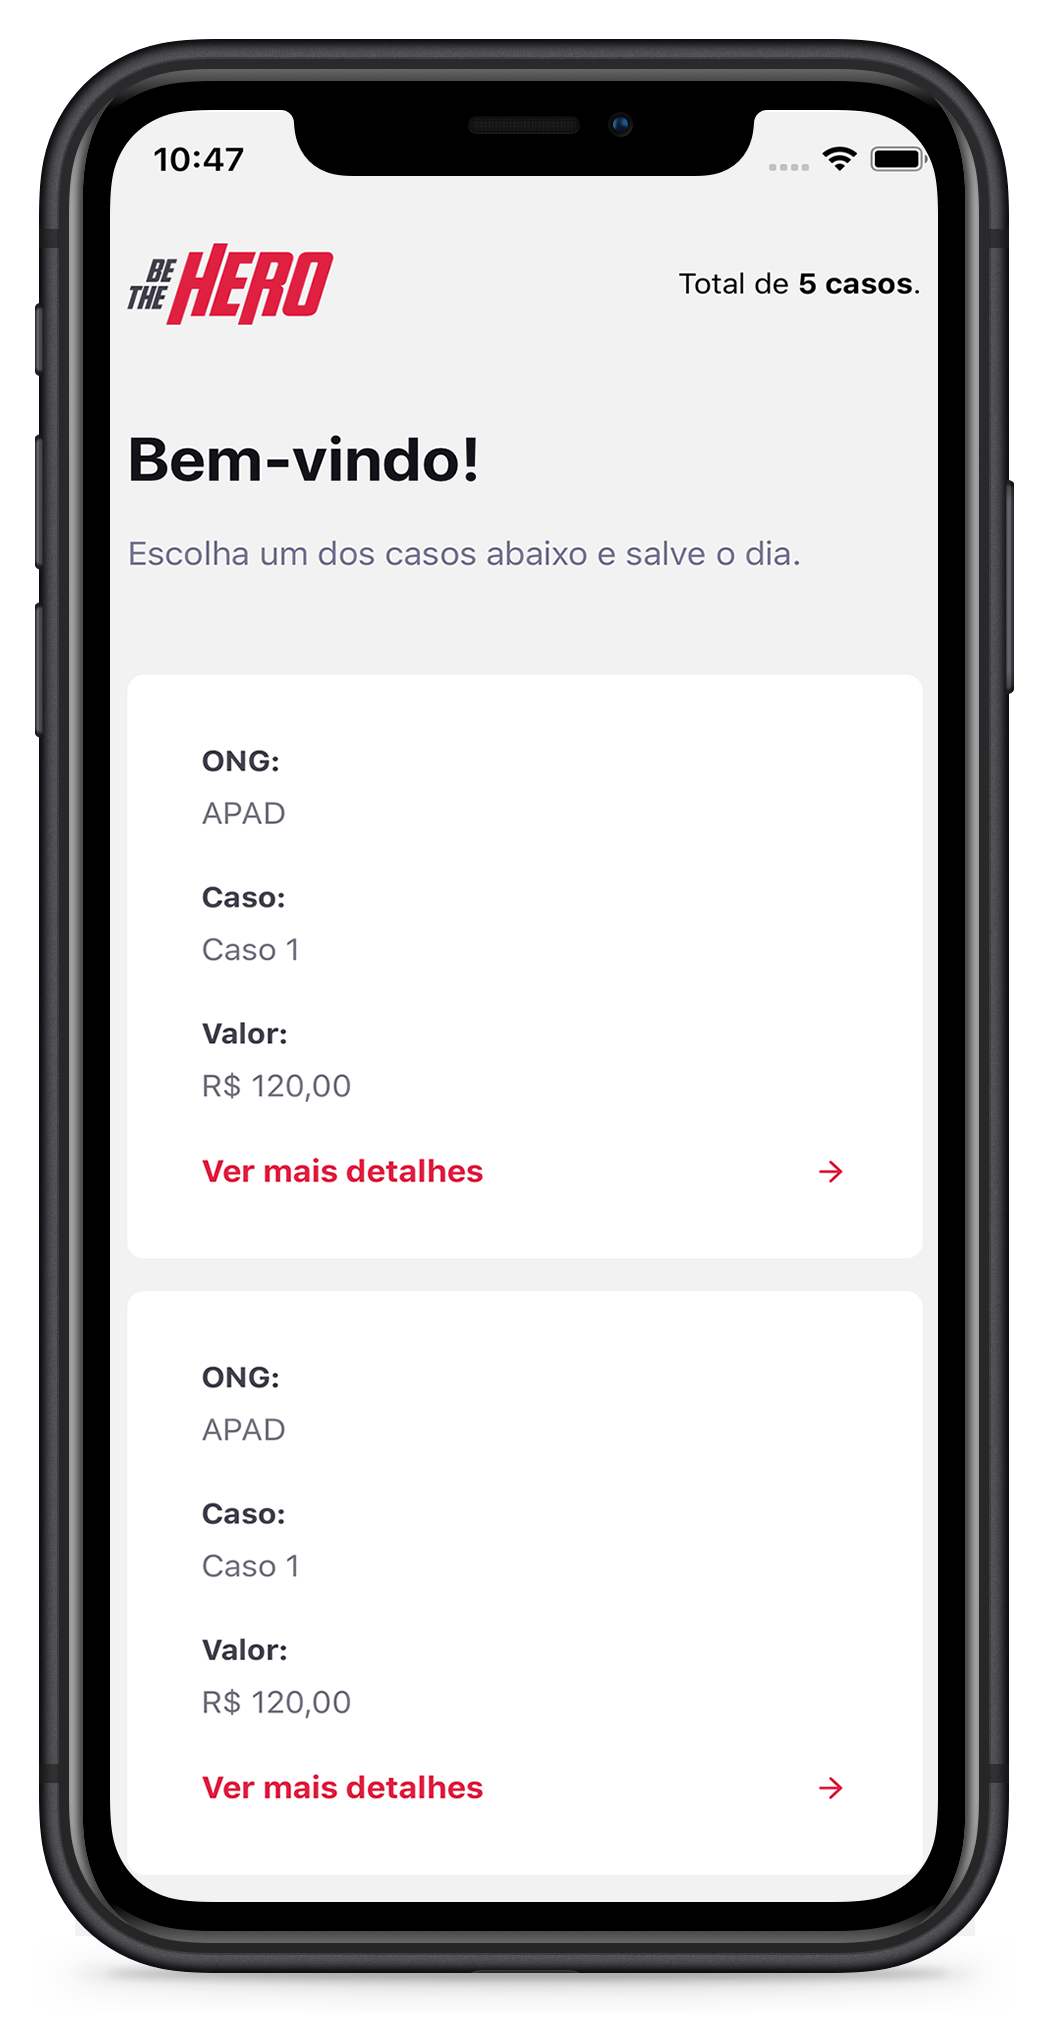 10:47
BE
THE HERO
Total de 5 casos.
Bem-vindo!
Escolha um dos casos abaixo e salve o dia.
ONG:
APAD
Caso:
Caso 1
Valor:
R$ 120,00
Ver mais detalhes
ONG:
APAD
Caso:
Caso 1
Valor:
R$ 120,00
Ver mais detalhes